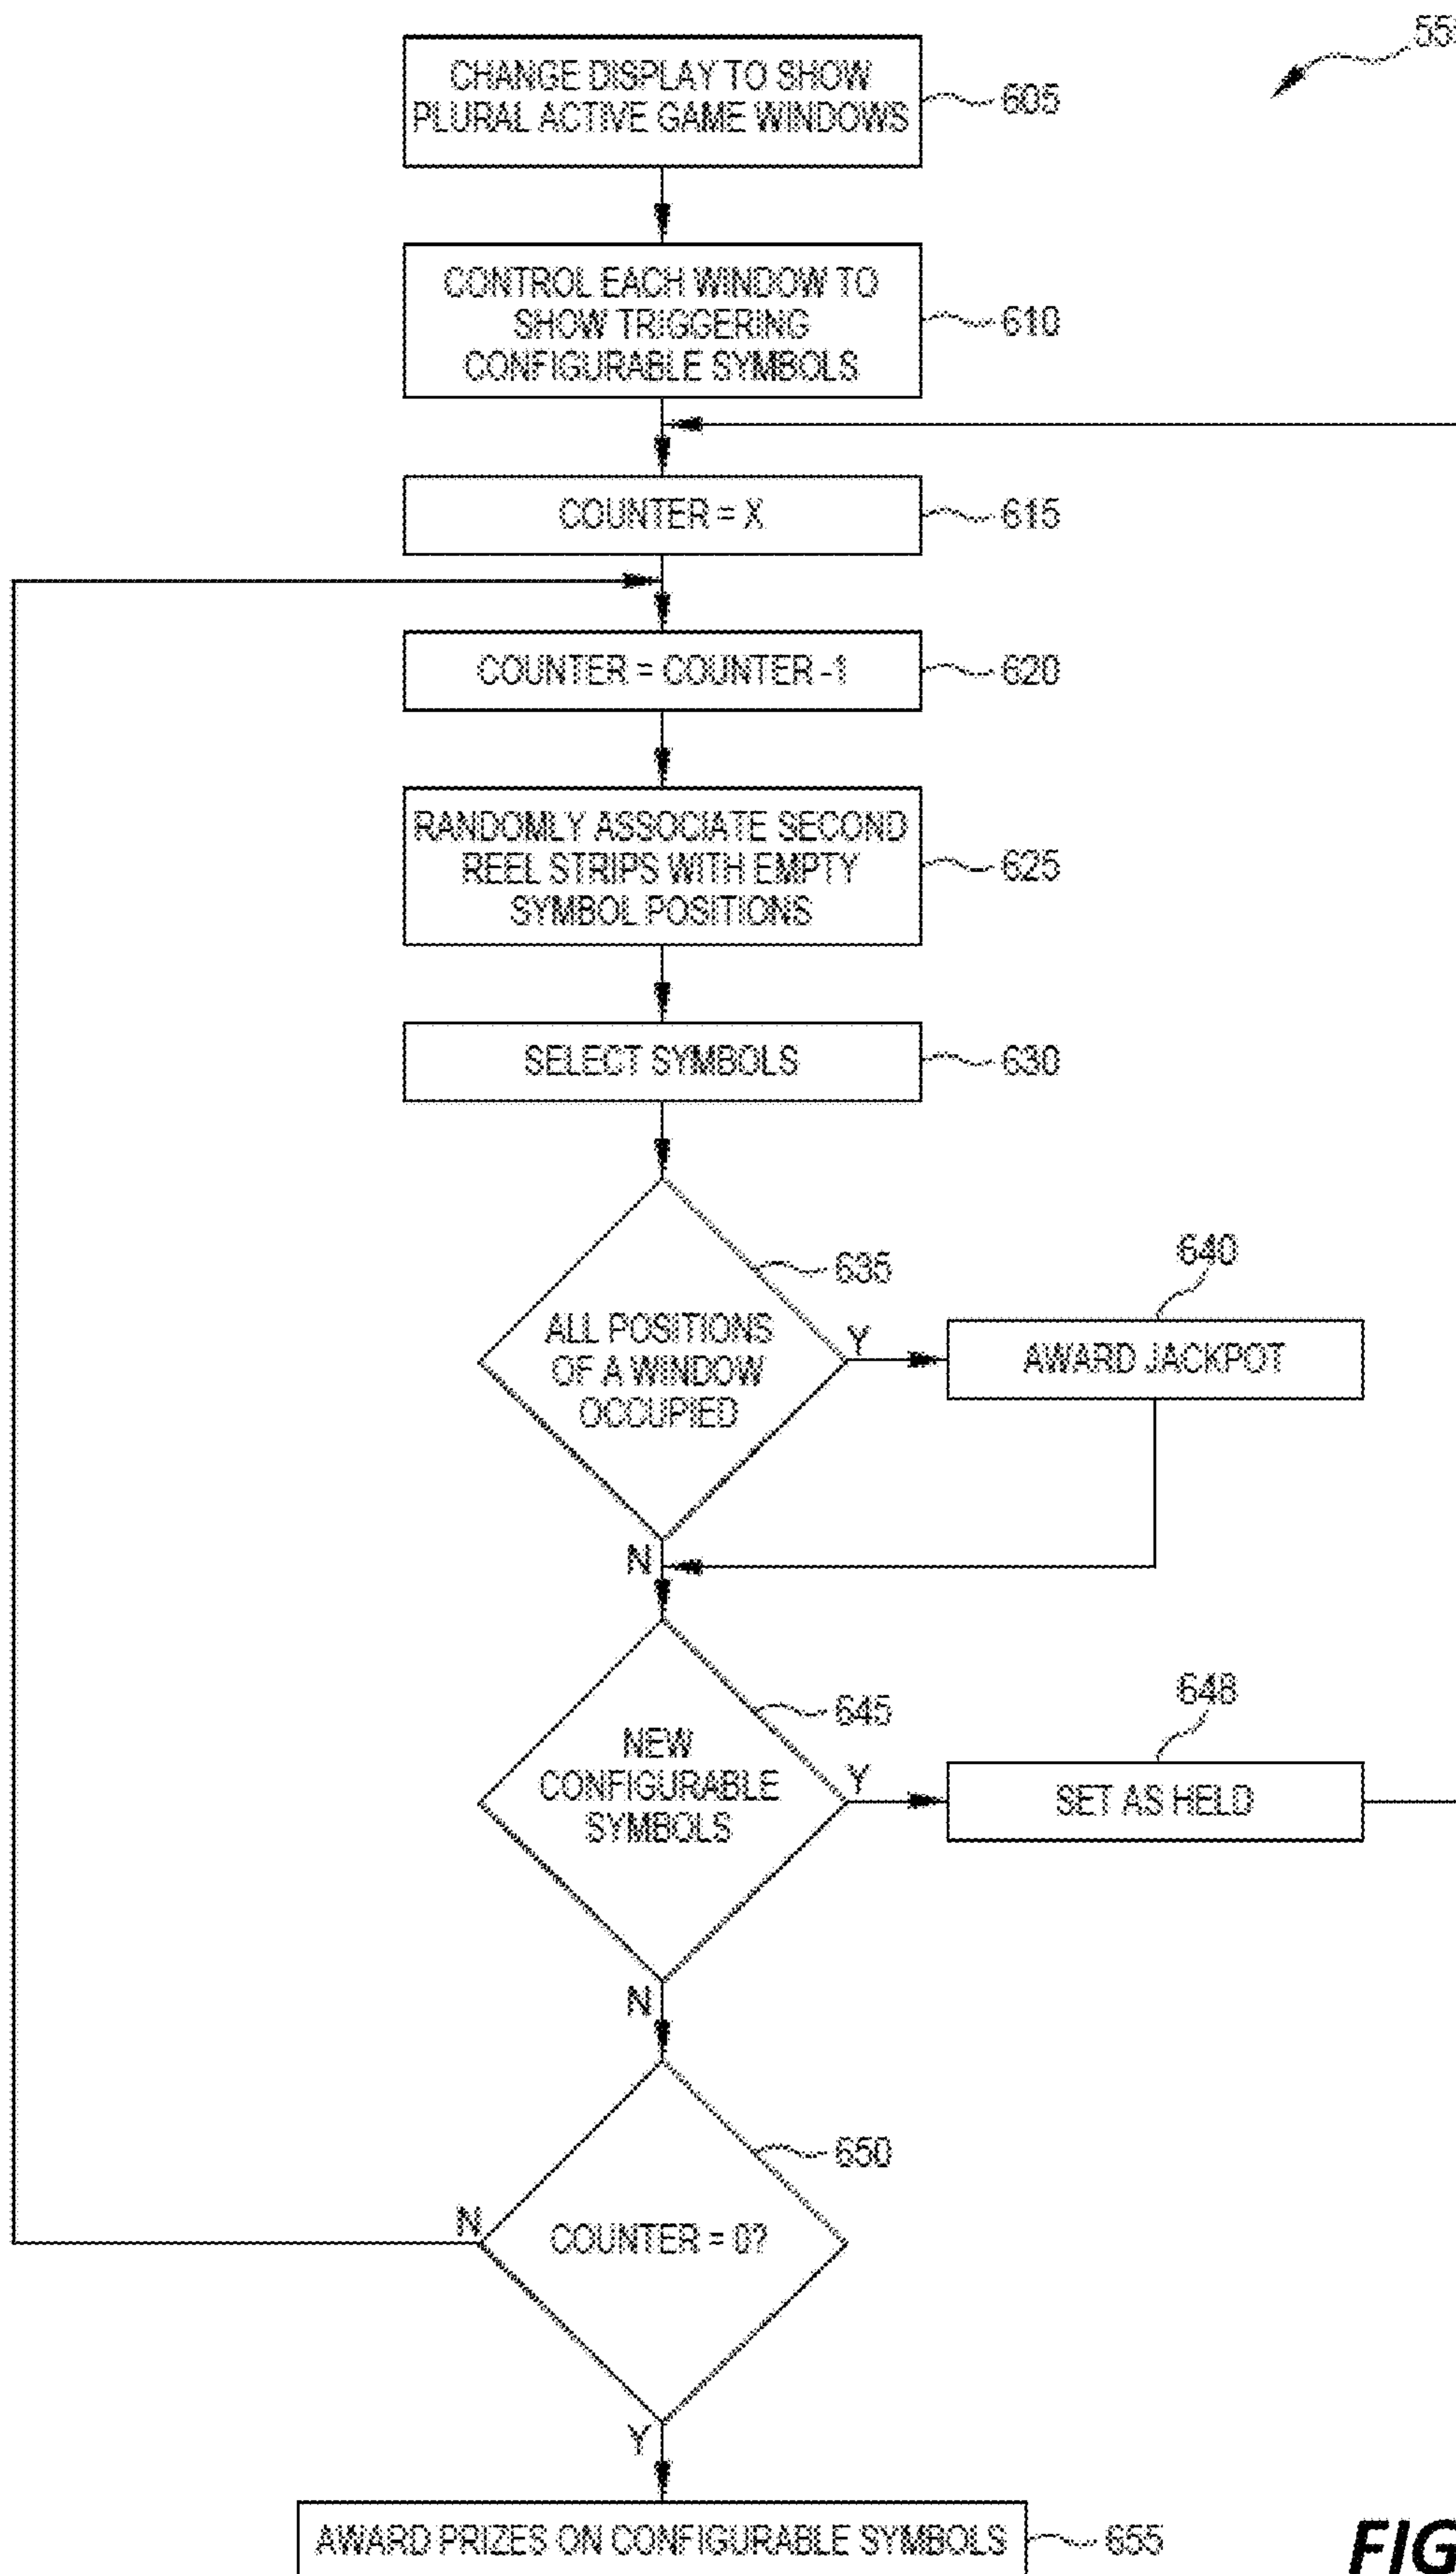 55
CHANGE DISPLAY TO SHOW
PLURAL ACTIVE GAME WINDOWS
605
CONTROL EACH WINDOW TO
SHOW TRIGGERING
CONFIGURABLE SYMBOLS
610
COUNTER = X
615
COUNTER = COUNTER -1
620
RANDOMLY ASSOCIATE SECOND
REEL STRIPS WITH EMPTY
SYMBOL POSITIONS
625
SELECT SYMBOLS
630
635
ALL POSITIONS
OF A WINDOW
OCCUPIED
Y
640
AWARD JACKPOT
N
645
NEW
CONFIGURABLE
SYMBOLS
Y
648
SET AS HELD
N
650
COUNTER = 0?
N
Y
AWARD PRIZES ON CONFIGURABLE SYMBOLS
655
FIG